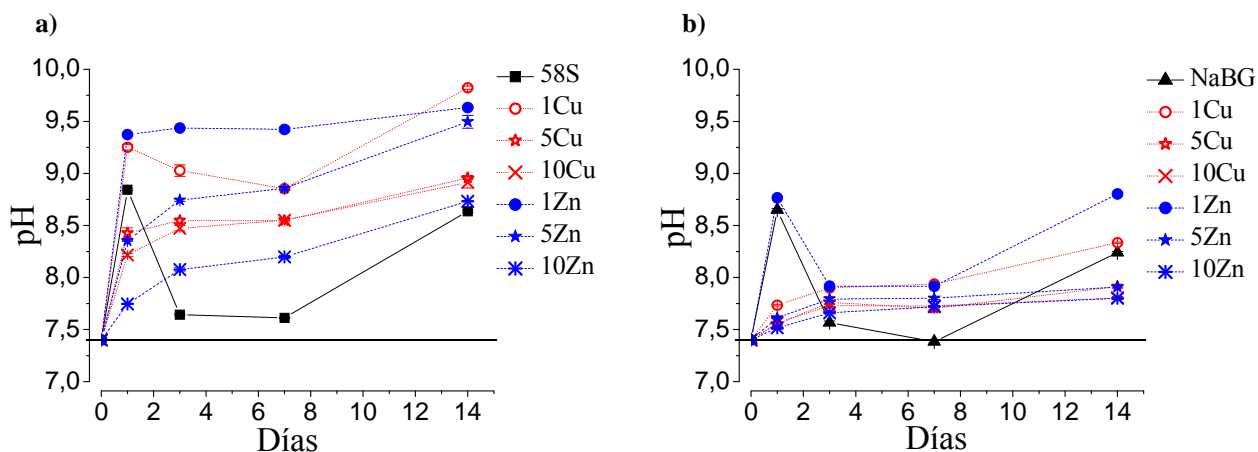 a)
10,0
9,5
9,0
8,5
8,0
7,5
7,0
pH
0 2 4 6 8 10 12 14
Días
58S
1Cu
5Cu
10Cu
1Zn
5Zn
10Zn
b)
10,0
9,5
9,0
8,5
8,0
7,5
7,0
pH
0 2 4 6 8 10 12 14
Días
NaBG
1Cu
5Cu
10Cu
1Zn
5Zn
10Zn